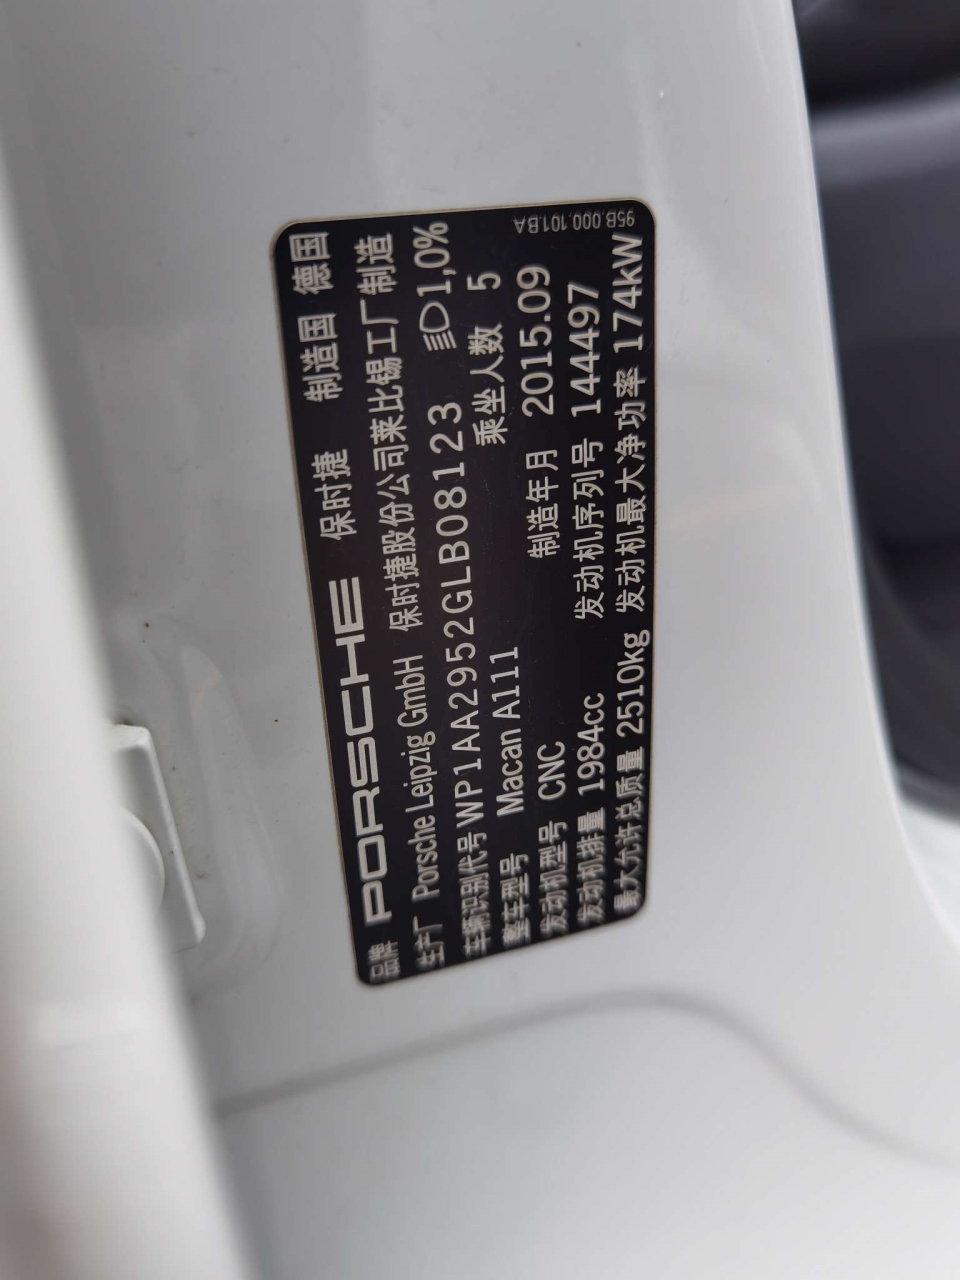 品牌 PORSCHE 保时捷 制造国 德国
生产厂 Porsche Leipzig GmbH 保时捷股份公司莱比锡工厂制造
车辆识别代号 WP1AA2952GLB08123 1,0%
整车型号 Macan A111 乘坐人数 5
发动机型号 CNC 制造年月 2015.09
发动机排量 1984cc 发动机序列号 144497
最大允许总质量 2510kg 发动机最大净功率 174kW
95B.000.101.BA